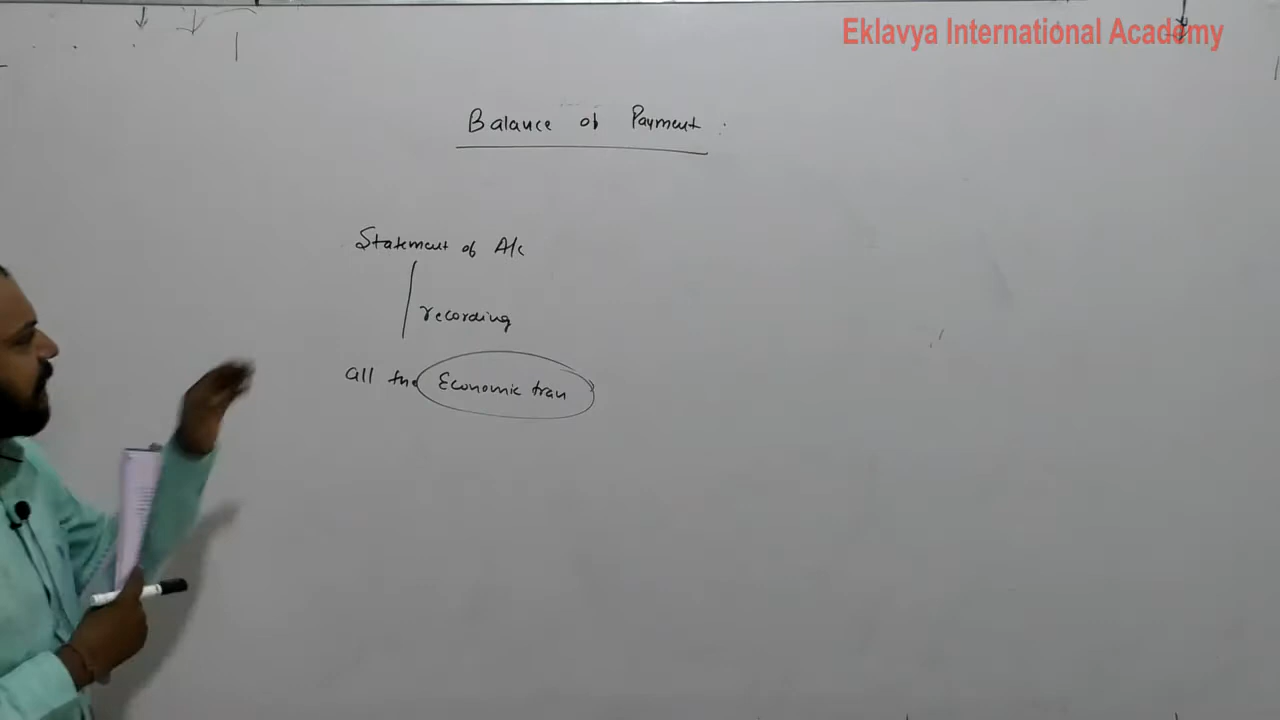 Eklavya International Academy
Balance of Payment :
Statement of A/c
recording
all the Economic tran